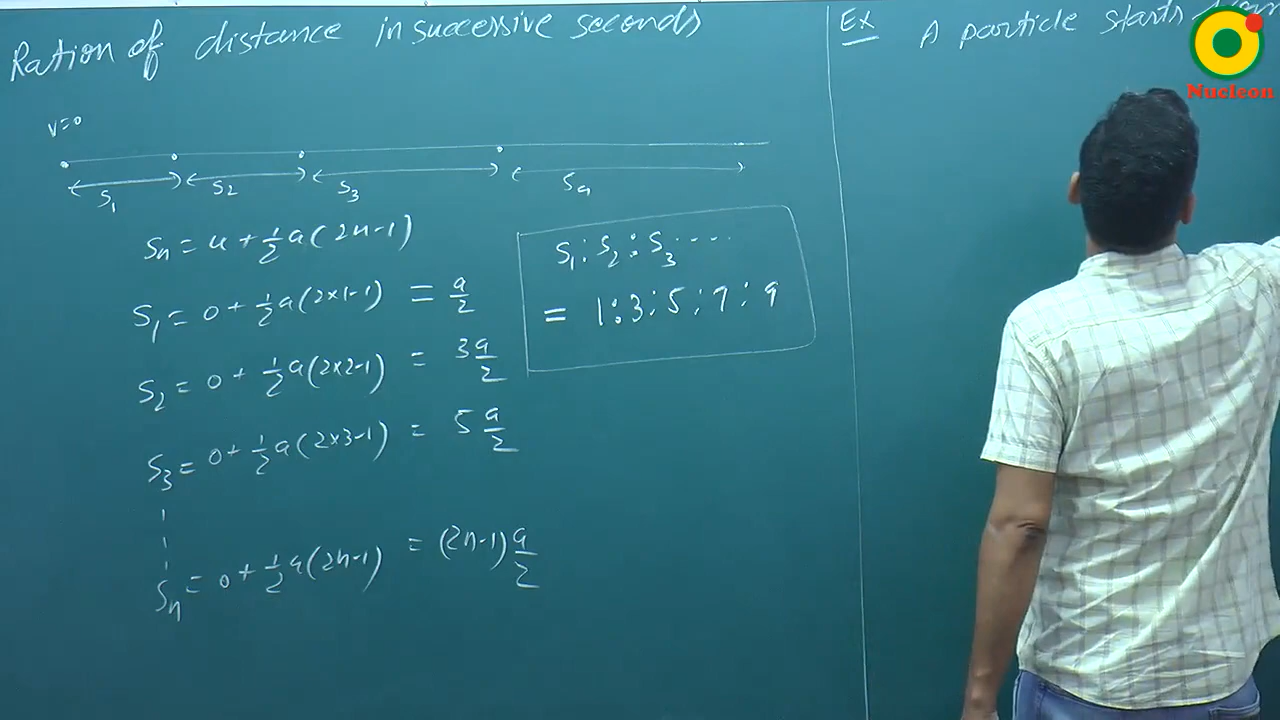 Ration of distance in successive seconds
v=0
S₁ S₂ S₃ Sₙ
Sₙ = u + 1/2 a (2n-1)
S₁ = 0 + 1/2 a (2×1-1) = a/2
S₂ = 0 + 1/2 a (2×2-1) = 3 a/2
S₃ = 0 + 1/2 a (2×3-1) = 5 a/2
Sₙ = 0 + 1/2 a (2n-1) = (2n-1) a/2
S₁ : S₂ : S₃ ....
= 1 : 3 : 5 : 7 : 9
Ex A particle starts
Nucleon